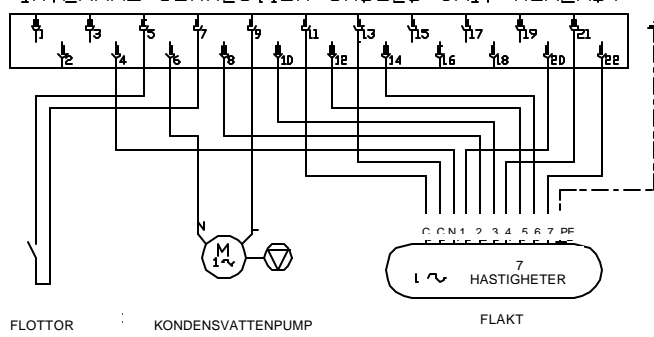 1 3 5 7 9 11 13 15 17 19 21
2 4 6 8 10 12 14 16 18 20 22
C C N 1 2 3 4 5 6 7 PE
N
M
1~
1 ~
7
HASTIGHETER
FLOTTOR : KONDENSVATTENPUMP FLAKT